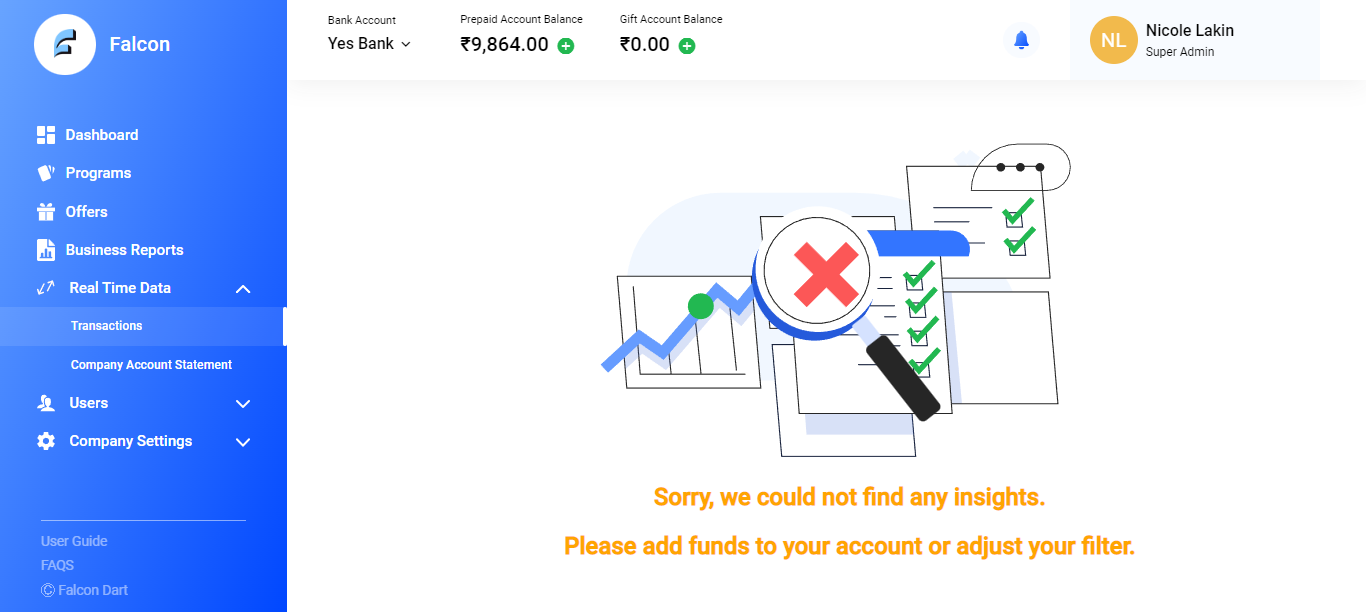 Falcon
Bank Account
Yes Bank
Prepaid Account Balance
₹9,864.00
Gift Account Balance
₹0.00
NL
Nicole Lakin
Super Admin
Dashboard
Programs
Offers
Business Reports
Real Time Data
Transactions
Company Account Statement
Users
Company Settings
User Guide
FAQS
© Falcon Dart
Sorry, we could not find any insights.
Please add funds to your account or adjust your filter.